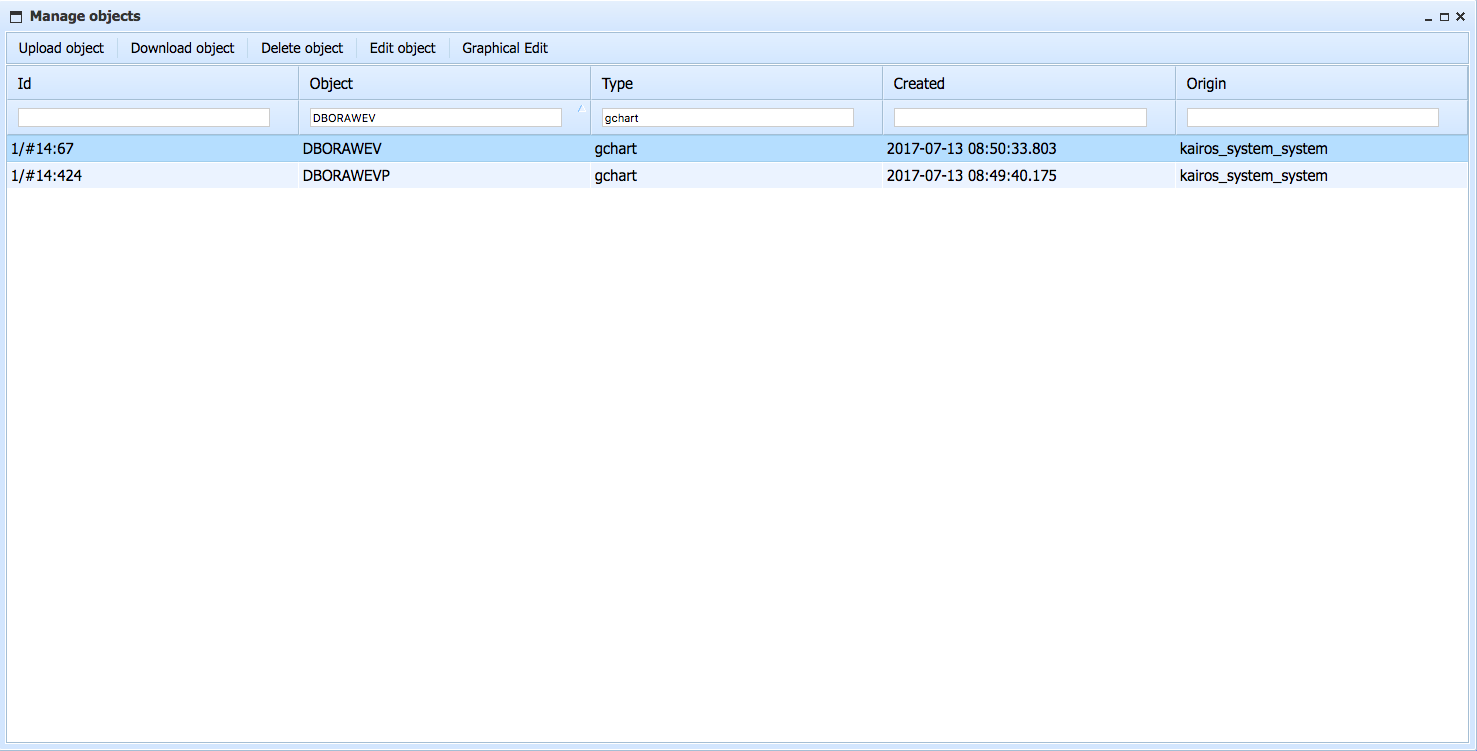 Manage objects
Upload object Download object Delete object Edit object Graphical Edit
Id Object Type Created Origin
DBORAWEV gchart
1/#14:67 DBORAWEV gchart 2017-07-13 08:50:33.803 kairos_system_system
1/#14:424 DBORAWEVP gchart 2017-07-13 08:49:40.175 kairos_system_system